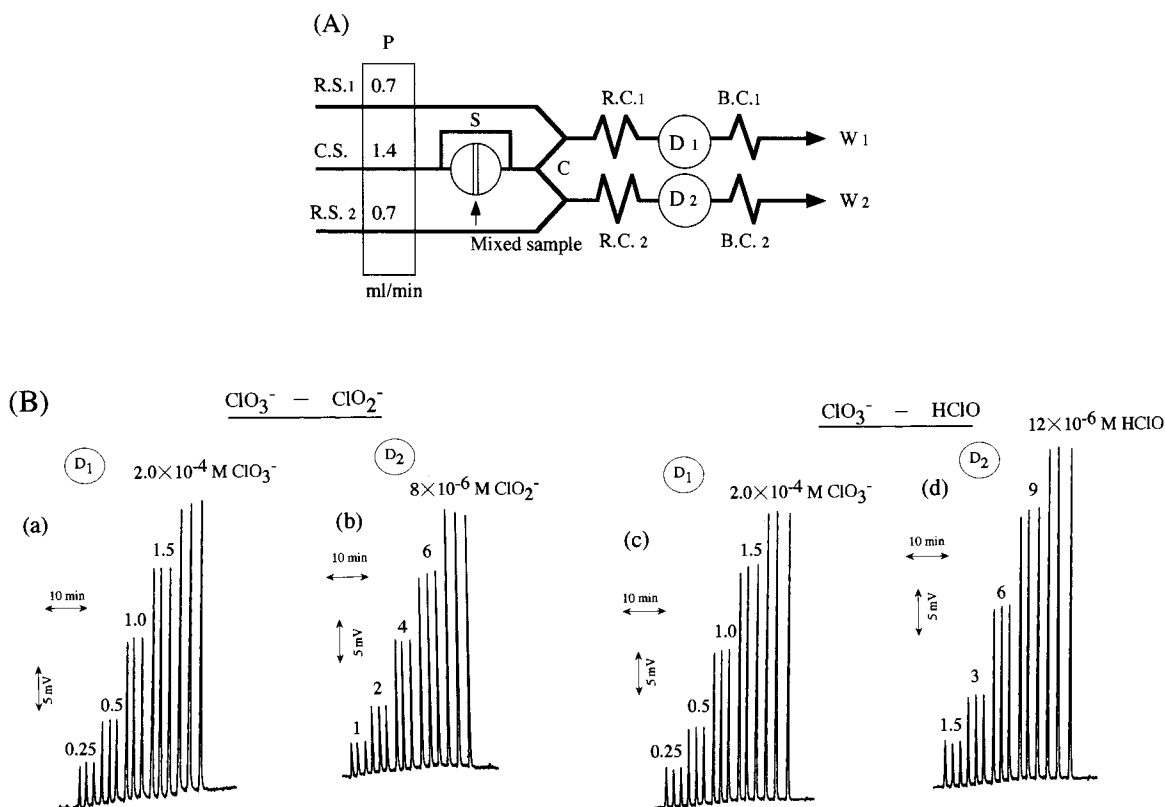 (A)
P
R.S.1 0.7
C.S. 1.4
R.S. 2 0.7
S
C
Mixed sample
R.C.1
B.C.1
D 1
W 1
D 2
W 2
R.C. 2
B.C. 2
ml/min
(B)
ClO3⁻ — ClO2⁻
ClO3⁻ — HClO
D1
2.0×10⁻⁴ M ClO3⁻
(a)
10 min
5 mV
0.25
0.5
1.0
1.5
D2
8×10⁻⁶ M ClO2⁻
(b)
10 min
5 mV
1
2
4
6
D1
2.0×10⁻⁴ M ClO3⁻
(c)
10 min
5 mV
0.25
0.5
1.0
1.5
12×10⁻⁶ M HClO
D2
(d)
10 min
5 mV
1.5
3
6
9